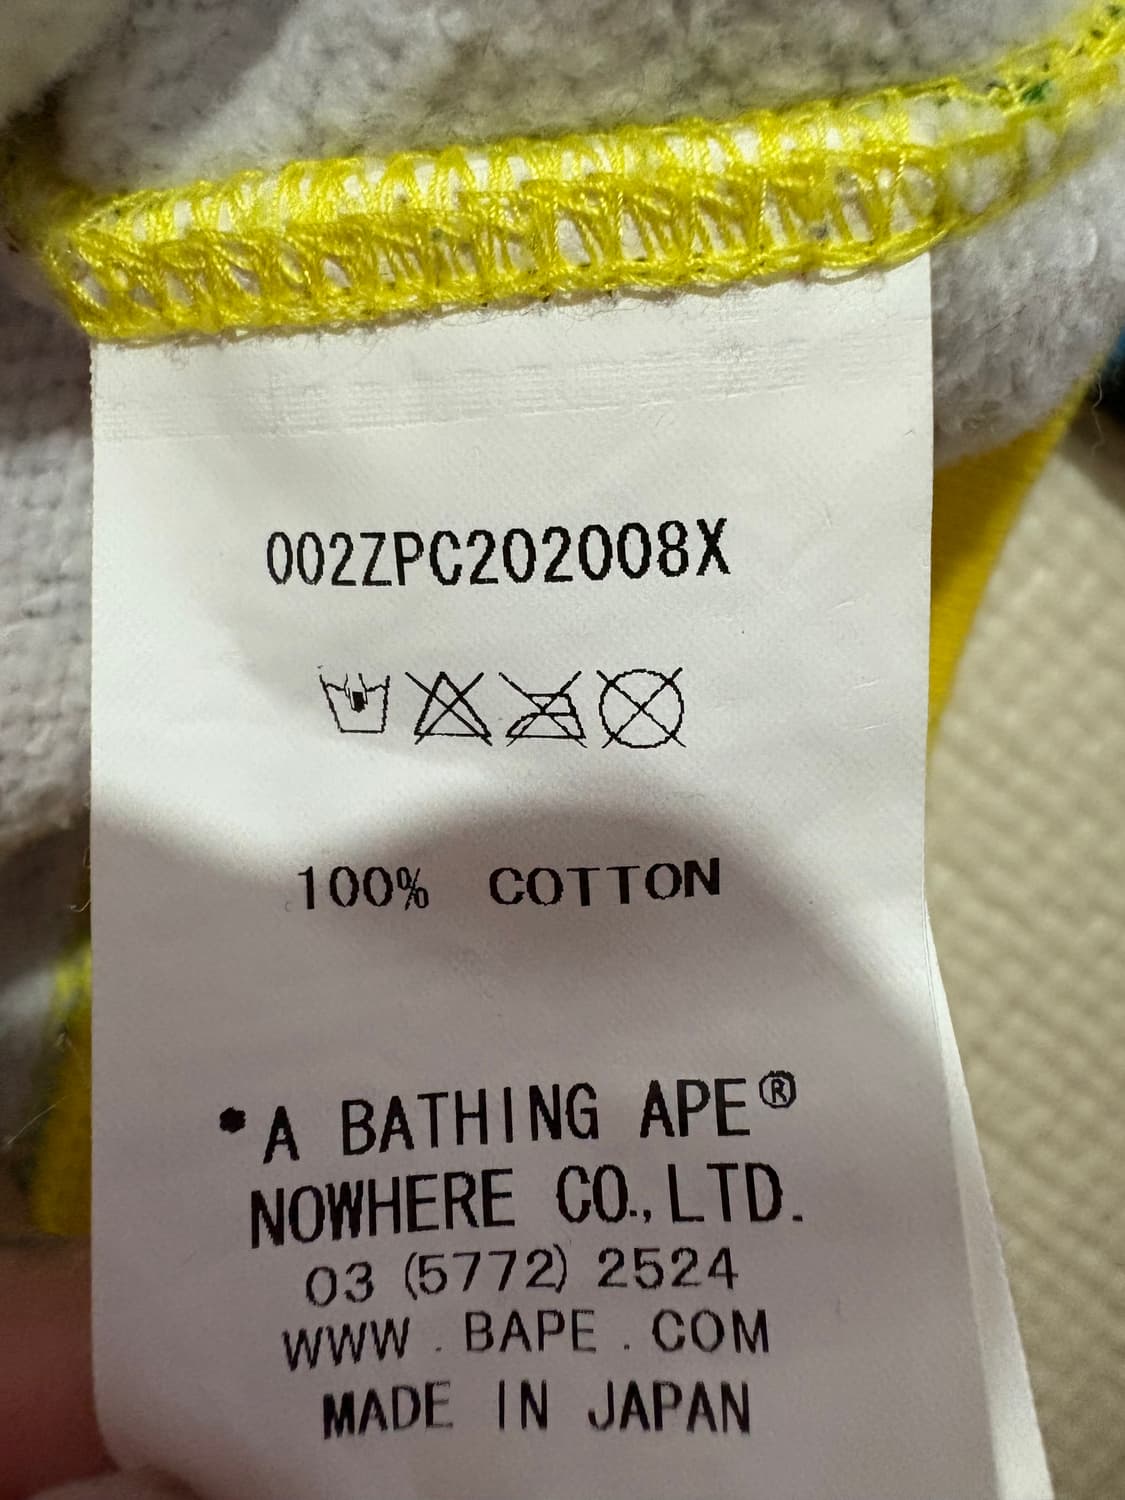 002ZPC202008X
100% COTTON
*A BATHING APE®
NOWHERE CO., LTD.
03 (5772) 2524
WWW . BAPE . COM
MADE IN JAPAN